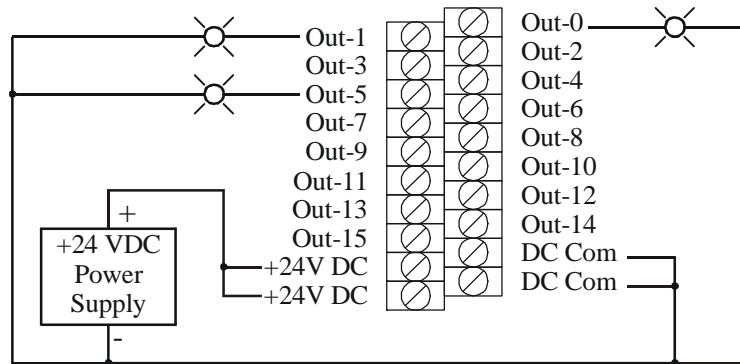 Out-1
Out-3
Out-5
Out-7
Out-9
Out-11
Out-13
Out-15
+24V DC
+24V DC
Out-0
Out-2
Out-4
Out-6
Out-8
Out-10
Out-12
Out-14
DC Com
DC Com
+
+24 VDC
Power
Supply
-